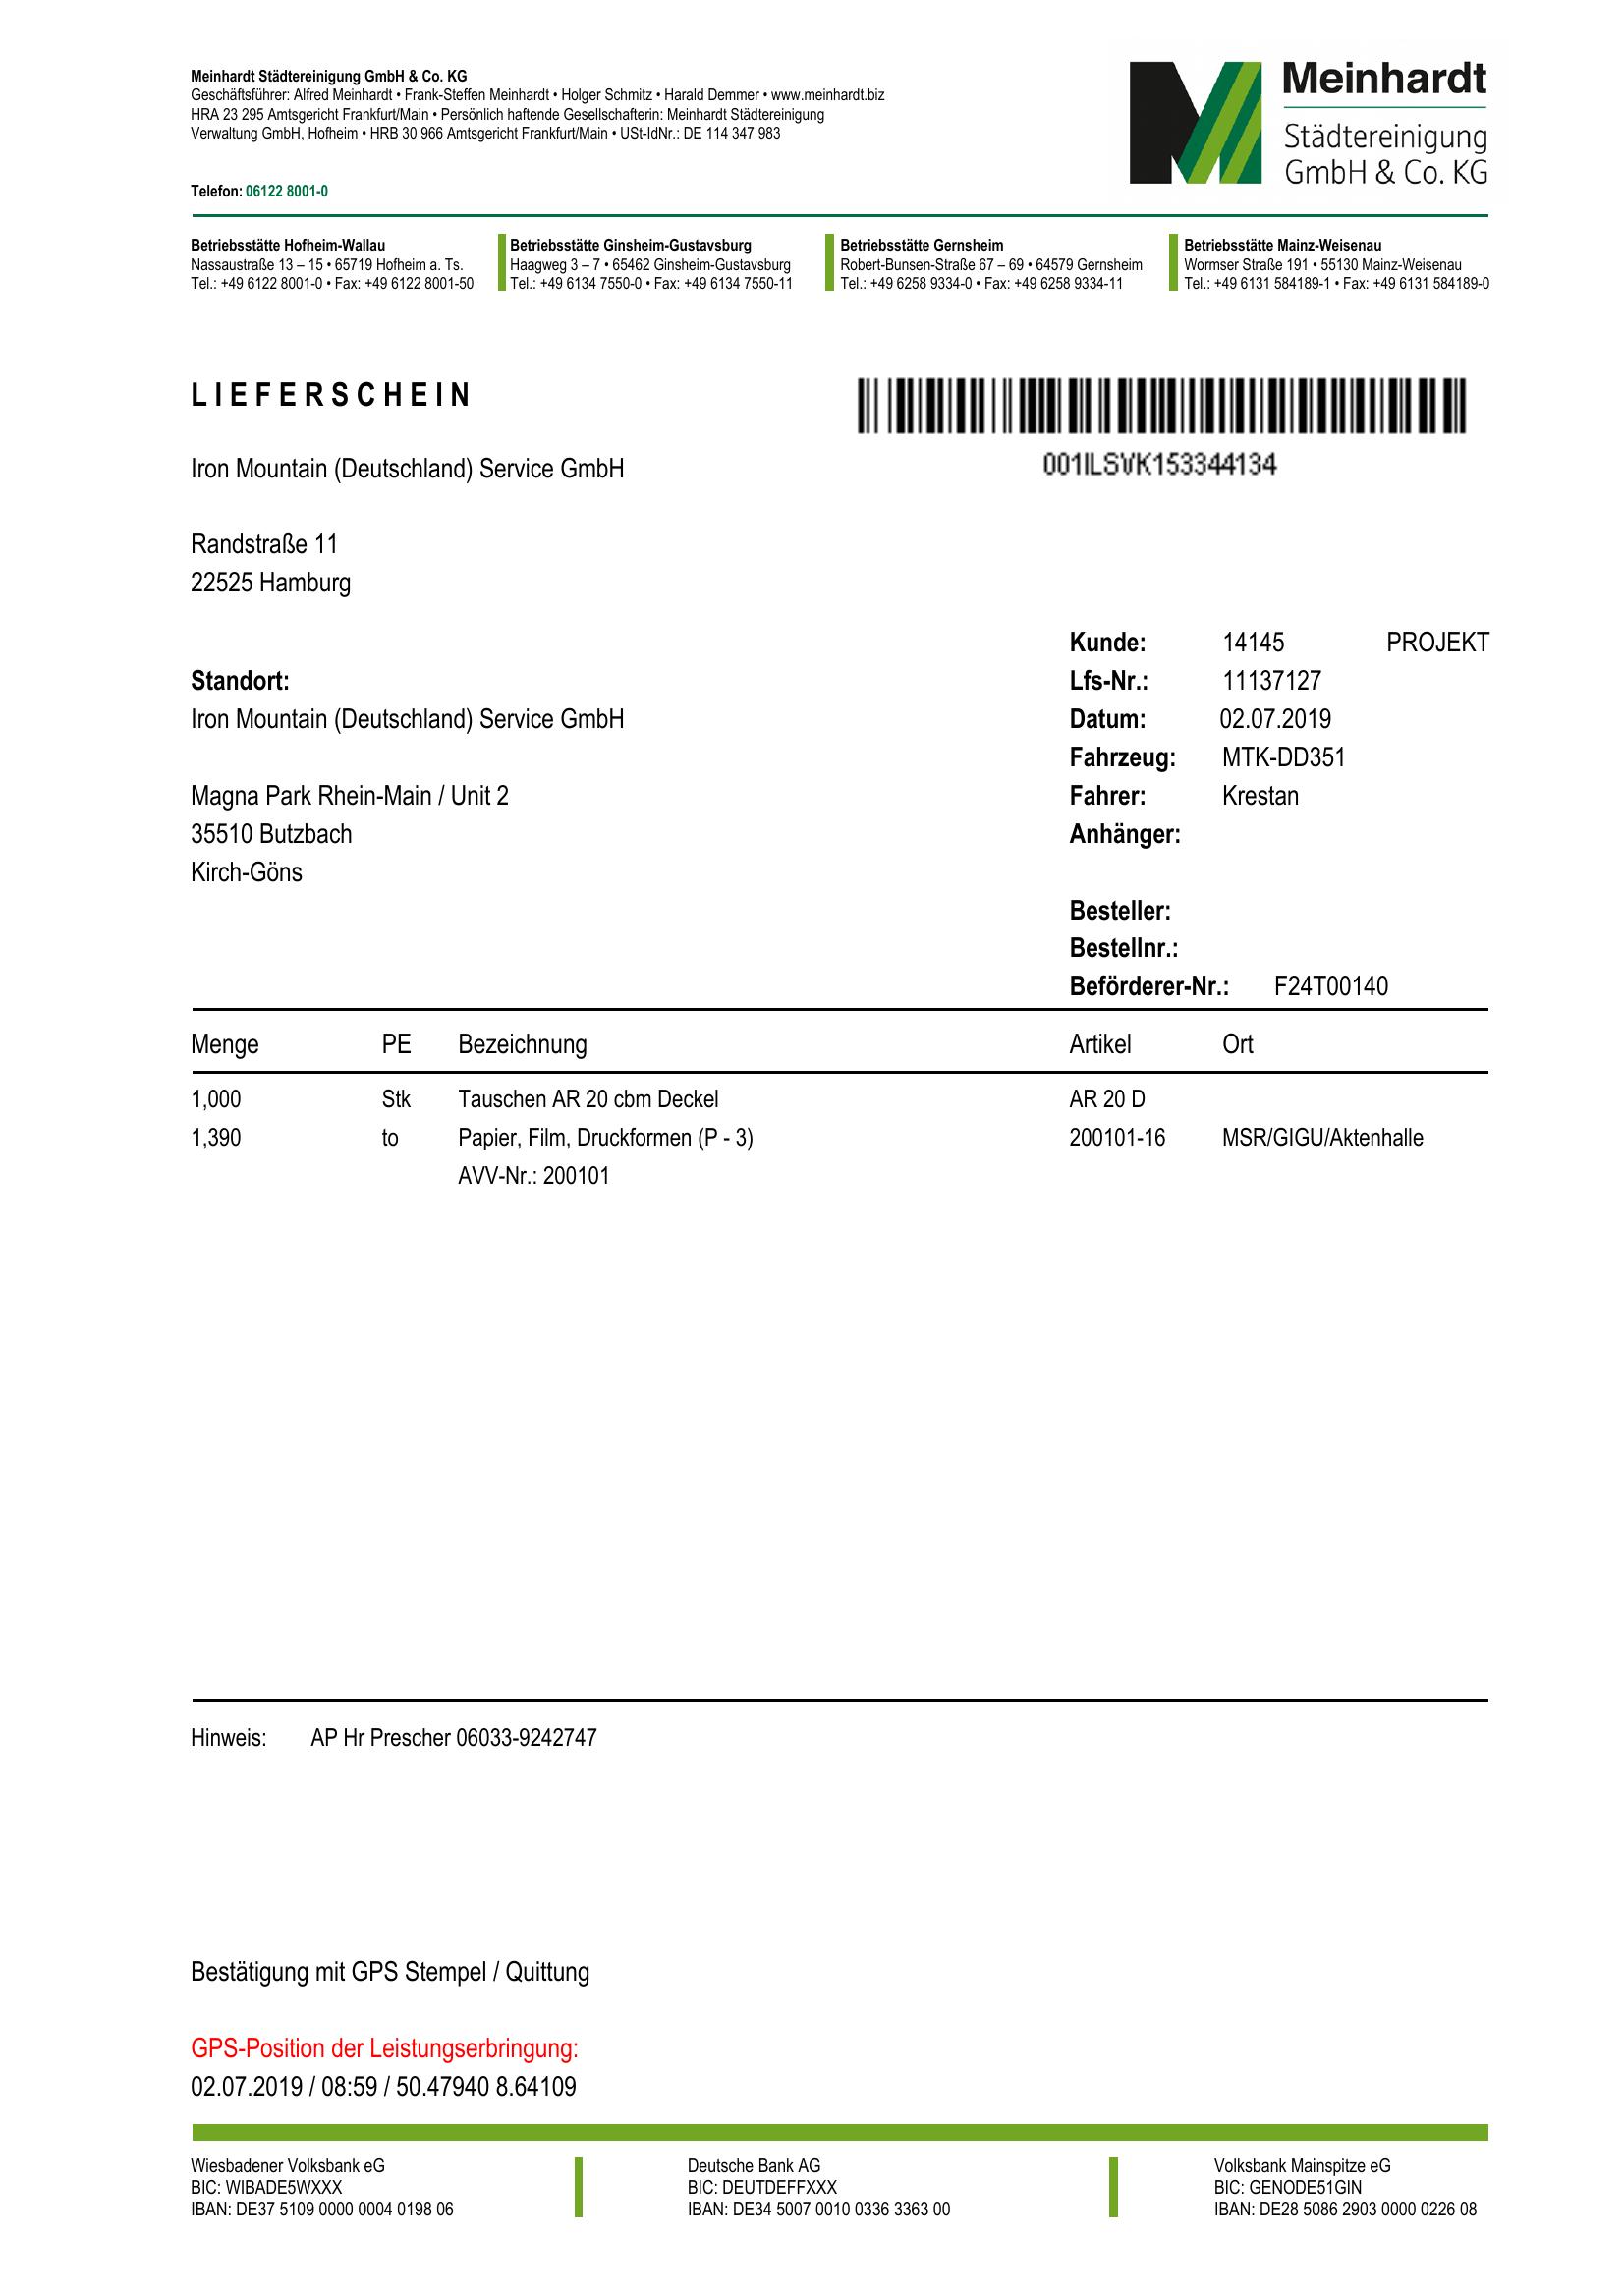 Meinhardt Städtereinigung GmbH & Co. KG
Geschäftsführer: Alfred Meinhardt • Frank-Steffen Meinhardt • Holger Schmitz • Harald Demmer • www.meinhardt.biz
HRA 23 295 Amtsgericht Frankfurt/Main • Persönlich haftende Gesellschafterin: Meinhardt Städtereinigung
Verwaltung GmbH, Hofheim • HRB 30 966 Amtsgericht Frankfurt/Main • USt-IdNr.: DE 114 347 983
Telefon: 06122 8001-0
Meinhardt
Städtereinigung
GmbH & Co. KG
Betriebsstätte Hofheim-Wallau
Nassaustraße 13 – 15 • 65719 Hofheim a. Ts.
Tel.: +49 6122 8001-0 • Fax: +49 6122 8001-50
Betriebsstätte Ginsheim-Gustavsburg
Haagweg 3 – 7 • 65462 Ginsheim-Gustavsburg
Tel.: +49 6134 7550-0 • Fax: +49 6134 7550-11
Betriebsstätte Gernsheim
Robert-Bunsen-Straße 67 – 69 • 64579 Gernsheim
Tel.: +49 6258 9334-0 • Fax: +49 6258 9334-11
Betriebsstätte Mainz-Weisenau
Wormser Straße 191 • 55130 Mainz-Weisenau
Tel.: +49 6131 584189-1 • Fax: +49 6131 584189-0
LIEFERSCHEIN
001ILSVK153344134
Iron Mountain (Deutschland) Service GmbH
Randstraße 11
22525 Hamburg
Standort:
Iron Mountain (Deutschland) Service GmbH
Magna Park Rhein-Main / Unit 2
35510 Butzbach
Kirch-Göns
Kunde: 14145 PROJEKT
Lfs-Nr.: 11137127
Datum: 02.07.2019
Fahrzeug: MTK-DD351
Fahrer: Krestan
Anhänger:
Besteller:
Bestellnr.:
Beförderer-Nr.: F24T00140
Menge PE Bezeichnung Artikel Ort
1,000 Stk Tauschen AR 20 cbm Deckel AR 20 D
1,390 to Papier, Film, Druckformen (P - 3) 200101-16 MSR/GIGU/Aktenhalle
AVV-Nr.: 200101
Hinweis: AP Hr Prescher 06033-9242747
Bestätigung mit GPS Stempel / Quittung
GPS-Position der Leistungserbringung:
02.07.2019 / 08:59 / 50.47940 8.64109
Wiesbadener Volksbank eG
BIC: WIBADE5WXXX
IBAN: DE37 5109 0000 0004 0198 06
Deutsche Bank AG
BIC: DEUTDEFFXXX
IBAN: DE34 5007 0010 0336 3363 00
Volksbank Mainspitze eG
BIC: GENODE51GIN
IBAN: DE28 5086 2903 0000 0226 08